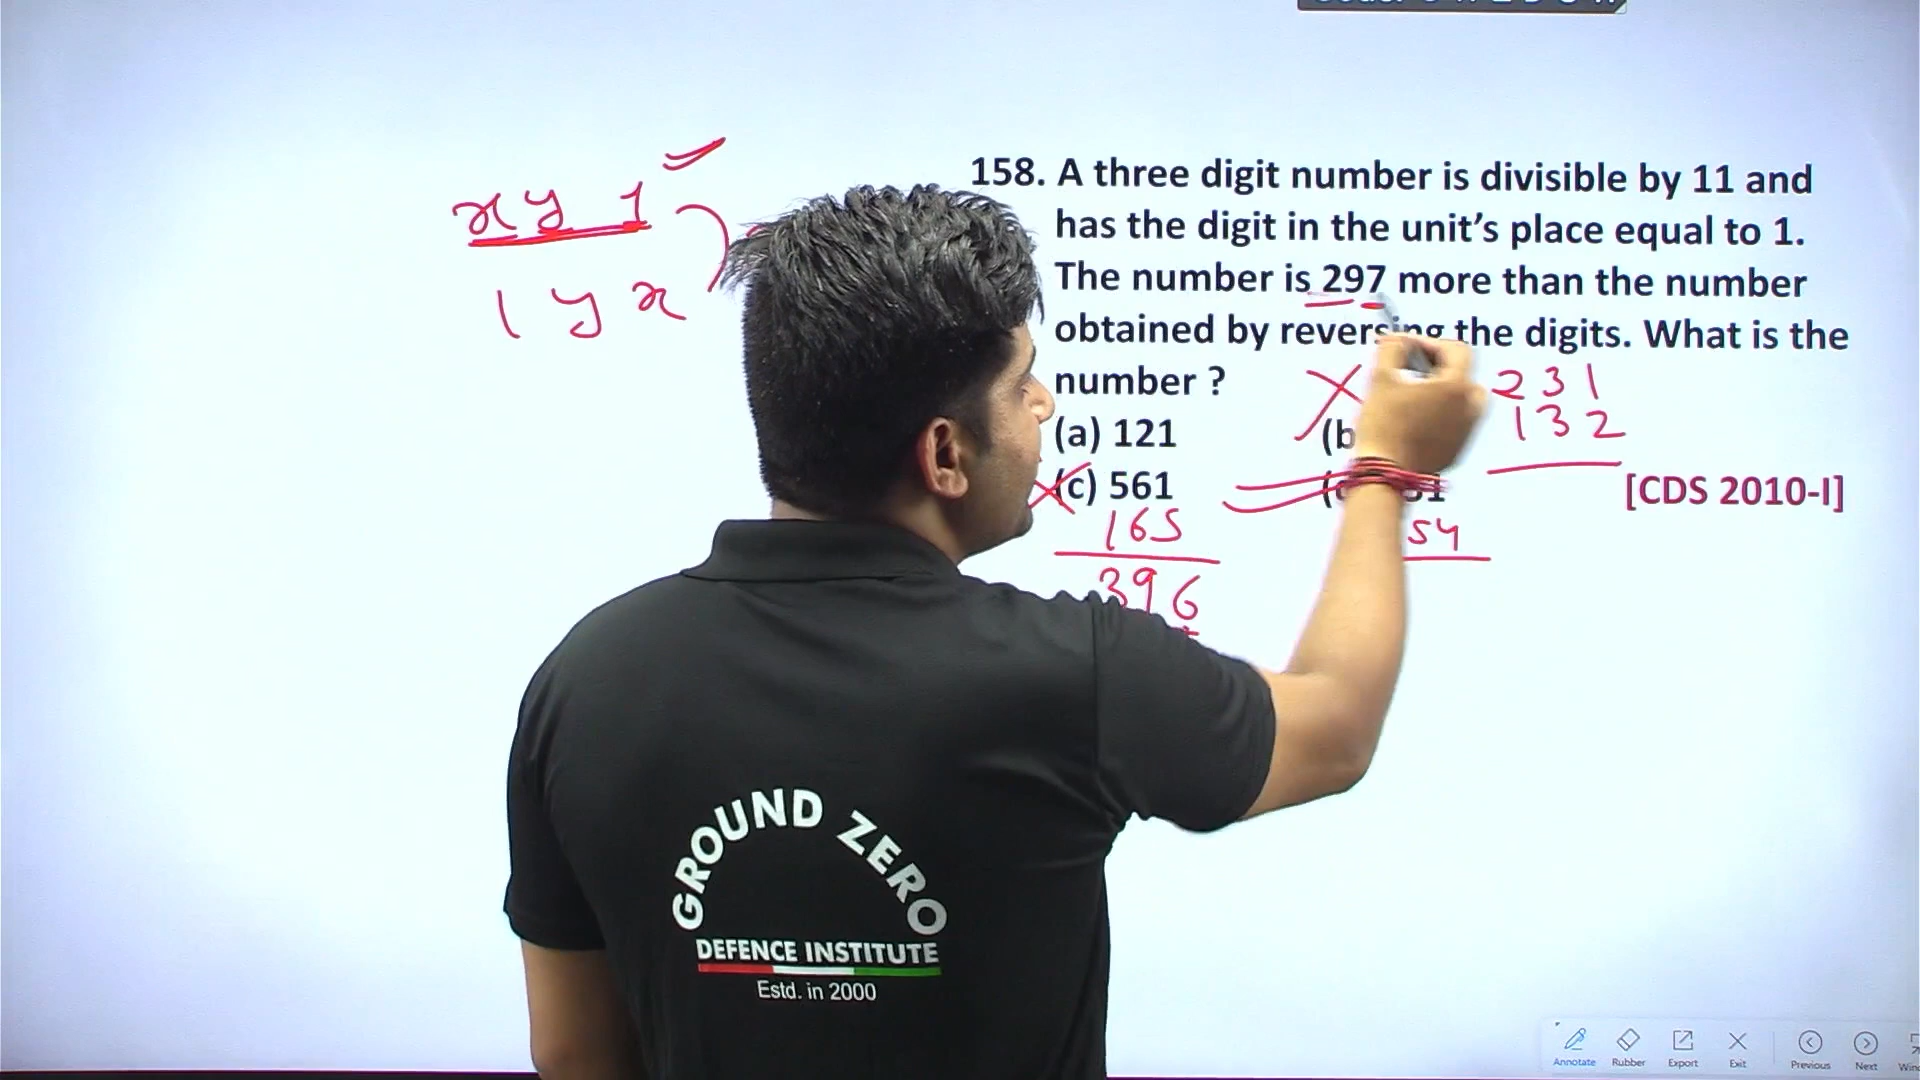 158. A three digit number is divisible by 11 and
has the digit in the unit's place equal to 1.
The number is 297 more than the number
obtained by reversing the digits. What is the
number ?
(a) 121
(b
(c) 561
[CDS 2010-I]
x y 1
1 y x
231
132
165
396
54
GROUND ZERO
DEFENCE INSTITUTE
Estd. in 2000
Annotate
Rubber
Export
Exit
Previous
Next